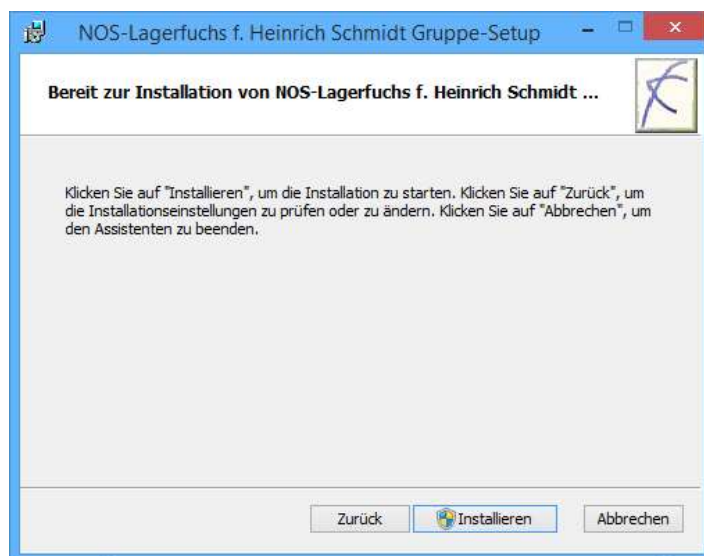 NOS-Lagerfuchs f. Heinrich Schmidt Gruppe-Setup
Bereit zur Installation von NOS-Lagerfuchs f. Heinrich Schmidt ...
Klicken Sie auf "Installieren", um die Installation zu starten. Klicken Sie auf "Zurück", um
die Installationseinstellungen zu prüfen oder zu ändern. Klicken Sie auf "Abbrechen", um
den Assistenten zu beenden.
Zurück Installieren Abbrechen